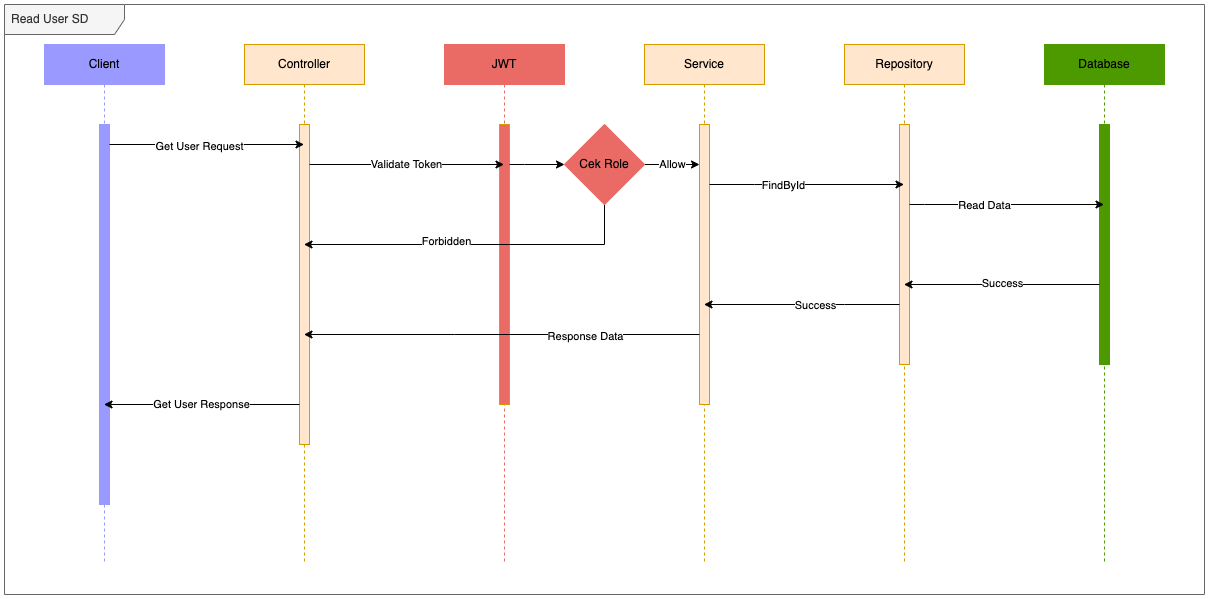 Read User SD
Client
Controller
JWT
Service
Repository
Database
Get User Request
Validate Token
Cek Role
Allow
FindById
Read Data
Forbidden
Success
Success
Response Data
Get User Response